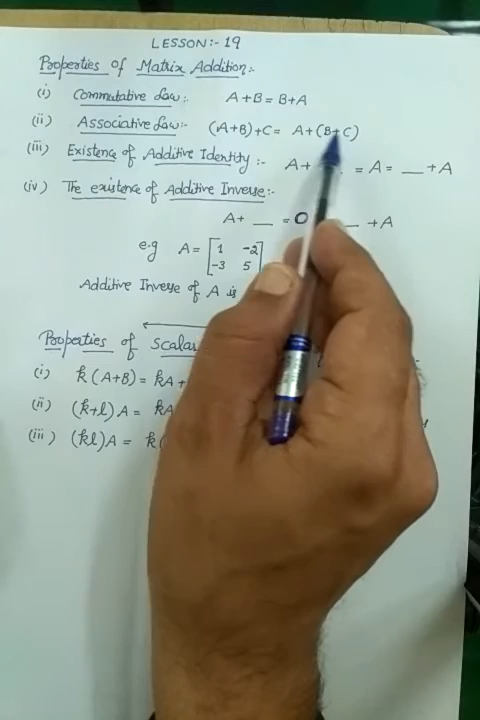 LESSON:- 19
Properties of Matrix Addition:-
(i) Commutative Law:- A+B = B+A
(ii) Associative Law:- (A+B)+C = A+(B+C)
(iii) Existence of Additive Identity:- A+ = A = __ +A
(iv) The existence of Additive Inverse:-
A+ __ = 0 __ +A
e.g A = [1 -2
-3 5]
Additive Inverse of A is
Properties of Scalar
(i) k(A+B) = kA+
(ii) (k+l)A = kA
(iii) (kl)A = k(